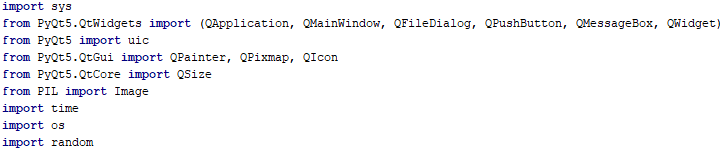 import sys
from PyQt5.QtWidgets import (QApplication, QMainWindow, QFileDialog, QPushButton, QMessageBox, QWidget)
from PyQt5 import uic
from PyQt5.QtGui import QPainter, QPixmap, QIcon
from PyQt5.QtCore import QSize
from PIL import Image
import time
import os
import random